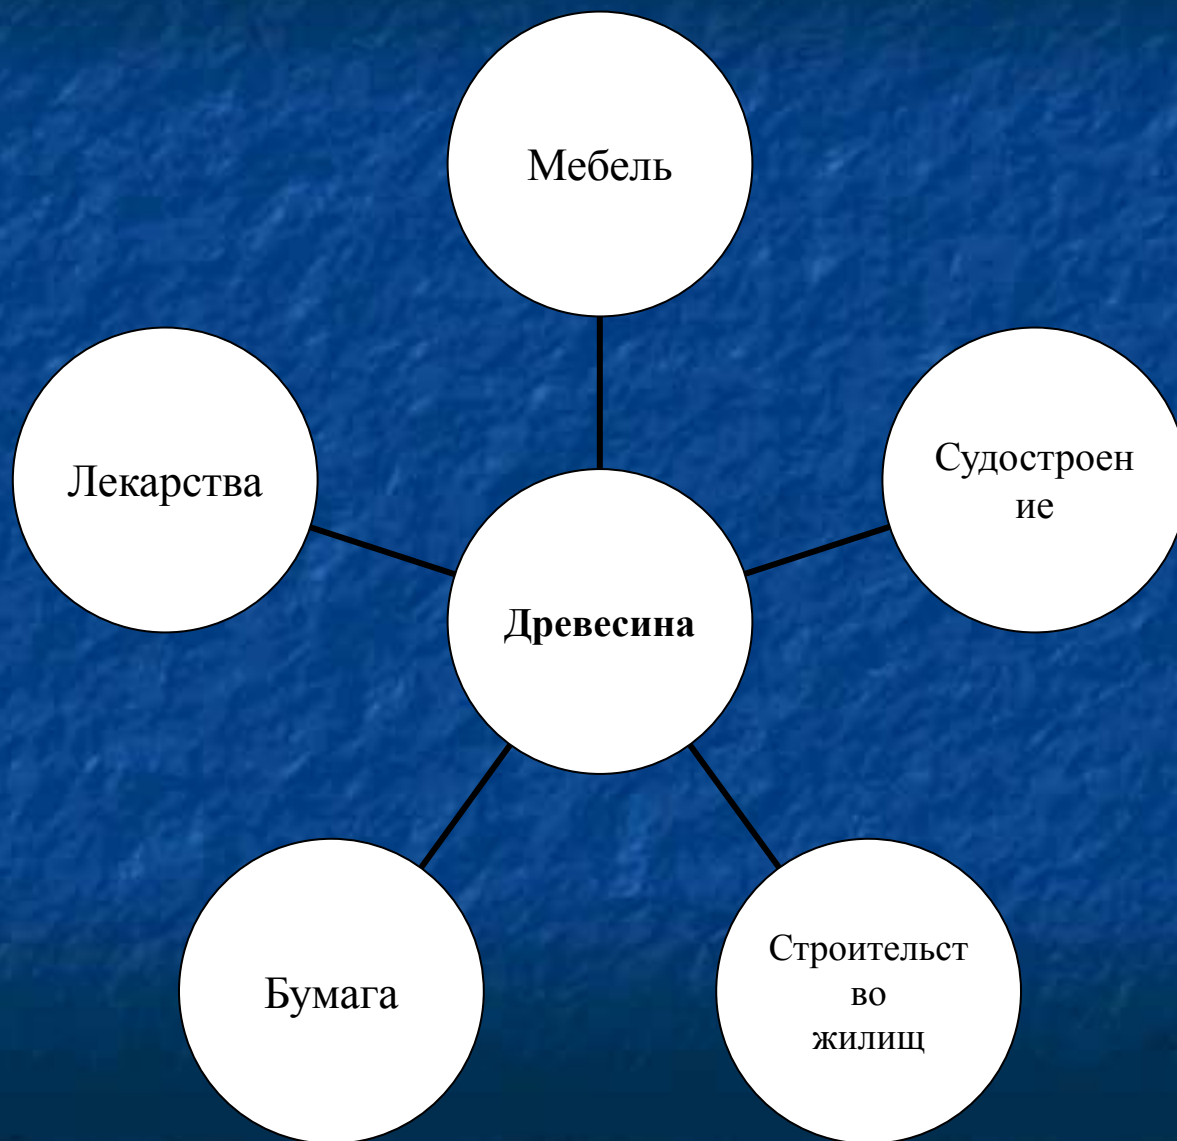 Мебель
Лекарства
Судостроен
ие
Древесина
Бумага
Строительст
во
жилищ